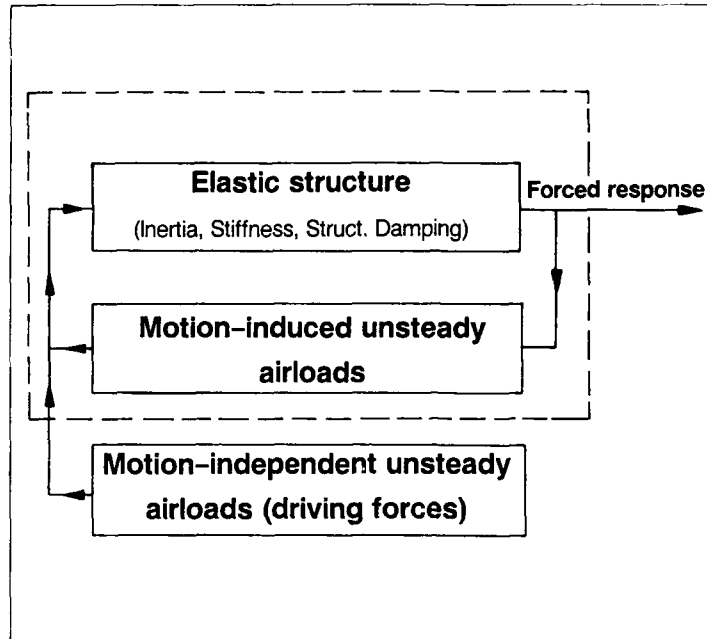 Elastic structure
(Inertia, Stiffness, Struct. Damping)
Forced response
Motion-induced unsteady
airloads
Motion-independent unsteady
airloads (driving forces)